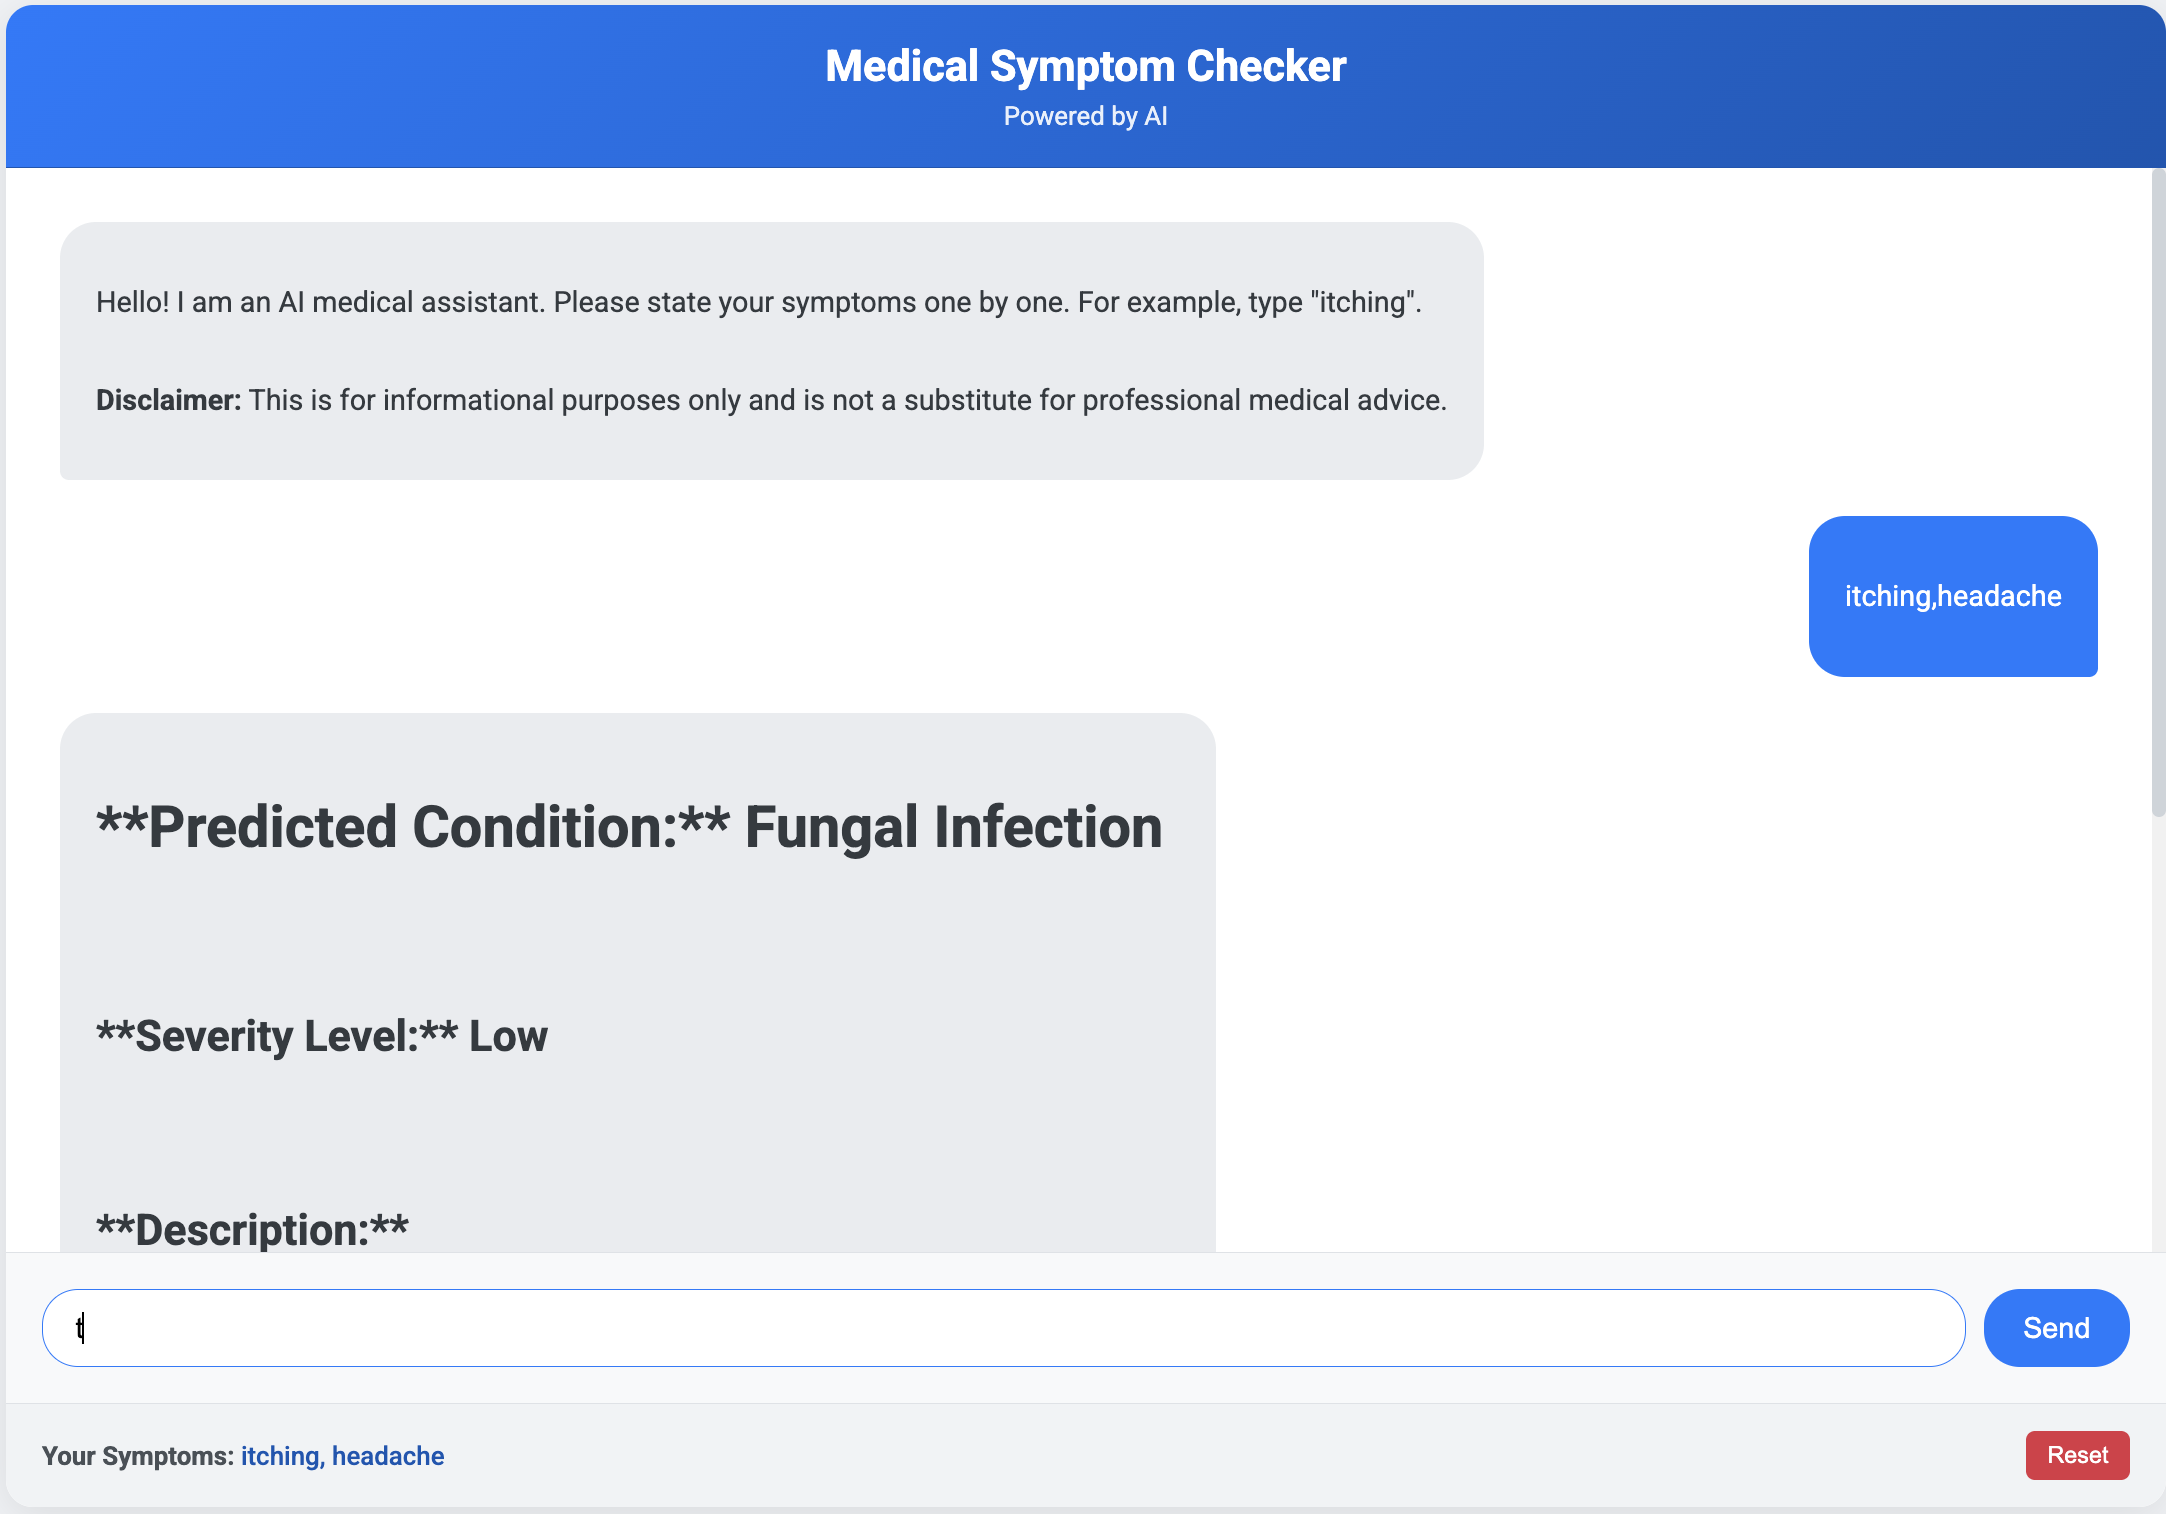 Medical Symptom Checker
Powered by AI
Hello! I am an AI medical assistant. Please state your symptoms one by one. For example, type "itching".
Disclaimer: This is for informational purposes only and is not a substitute for professional medical advice.
itching,headache
**Predicted Condition:** Fungal Infection
**Severity Level:** Low
**Description:**
t
Send
Your Symptoms: itching, headache
Reset